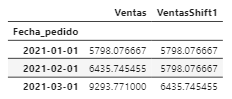 Ventas VentasShift1
Fecha_pedido
2021-01-01 5798.076667 5798.076667
2021-02-01 6435.745455 5798.076667
2021-03-01 9293.771000 6435.745455